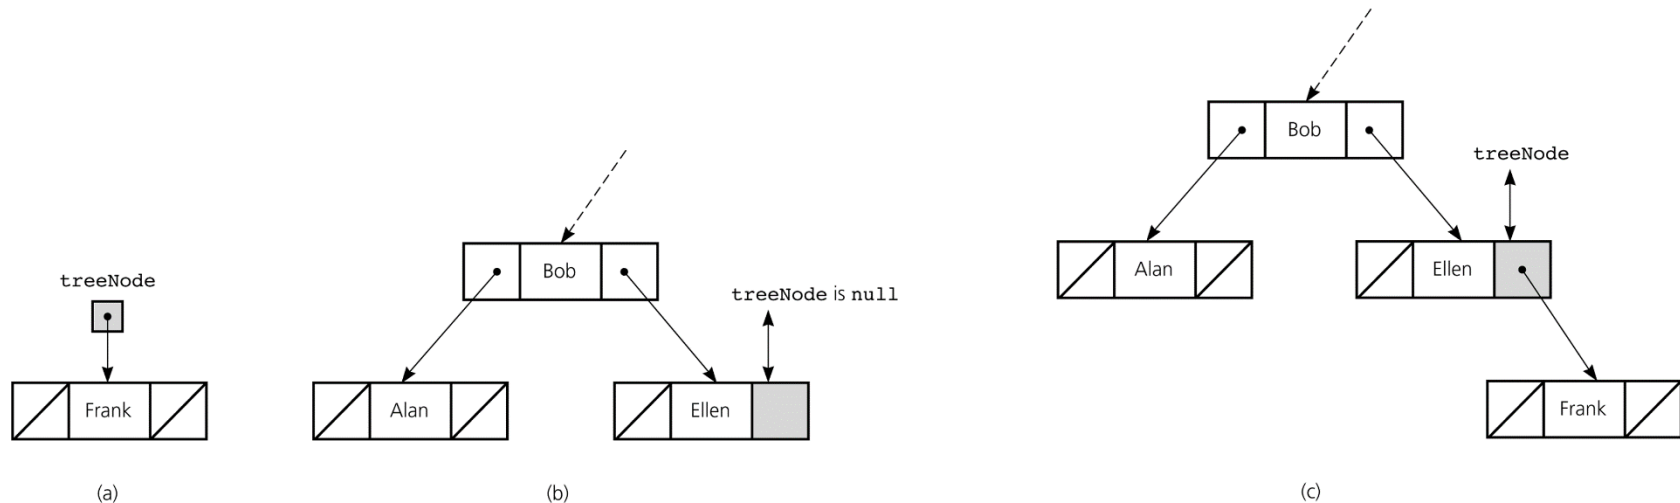 treeNode
Frank
(a)
Bob
treeNode is null
Alan
Ellen
(b)
Bob
treeNode
Alan
Ellen
Frank
(c)